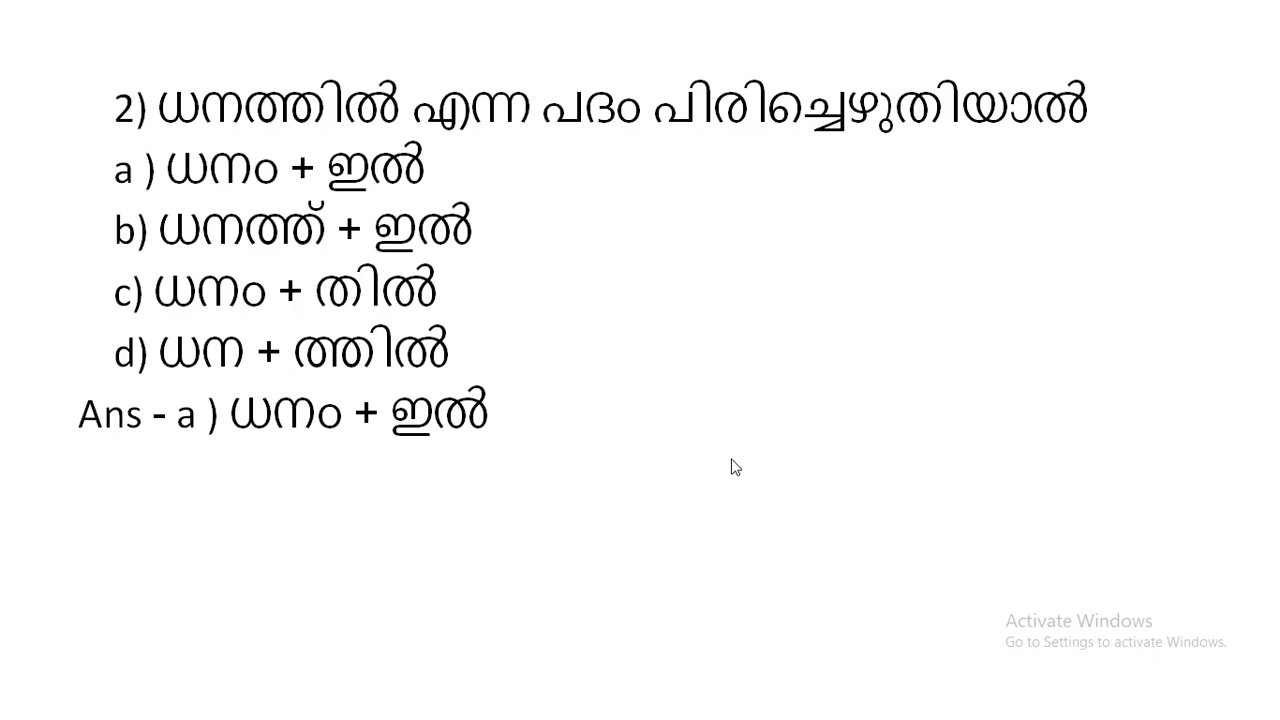 2) ധനത്തിൽ എന്ന പദം പിരിച്ചെഴുതിയാൽ
a ) ധനം + ഇൽ
b) ധനത്ത് + ഇൽ
c) ധനം + തിൽ
d) ധന + ത്തിൽ
Ans - a ) ധനം + ഇൽ
Activate Windows
Go to Settings to activate Windows.